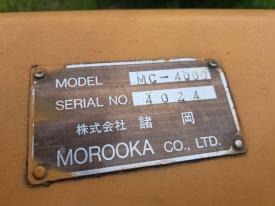 MODEL MC-4000
SERIAL NO. 4024
株式会社 諸岡
MOROOKA CO., LTD.